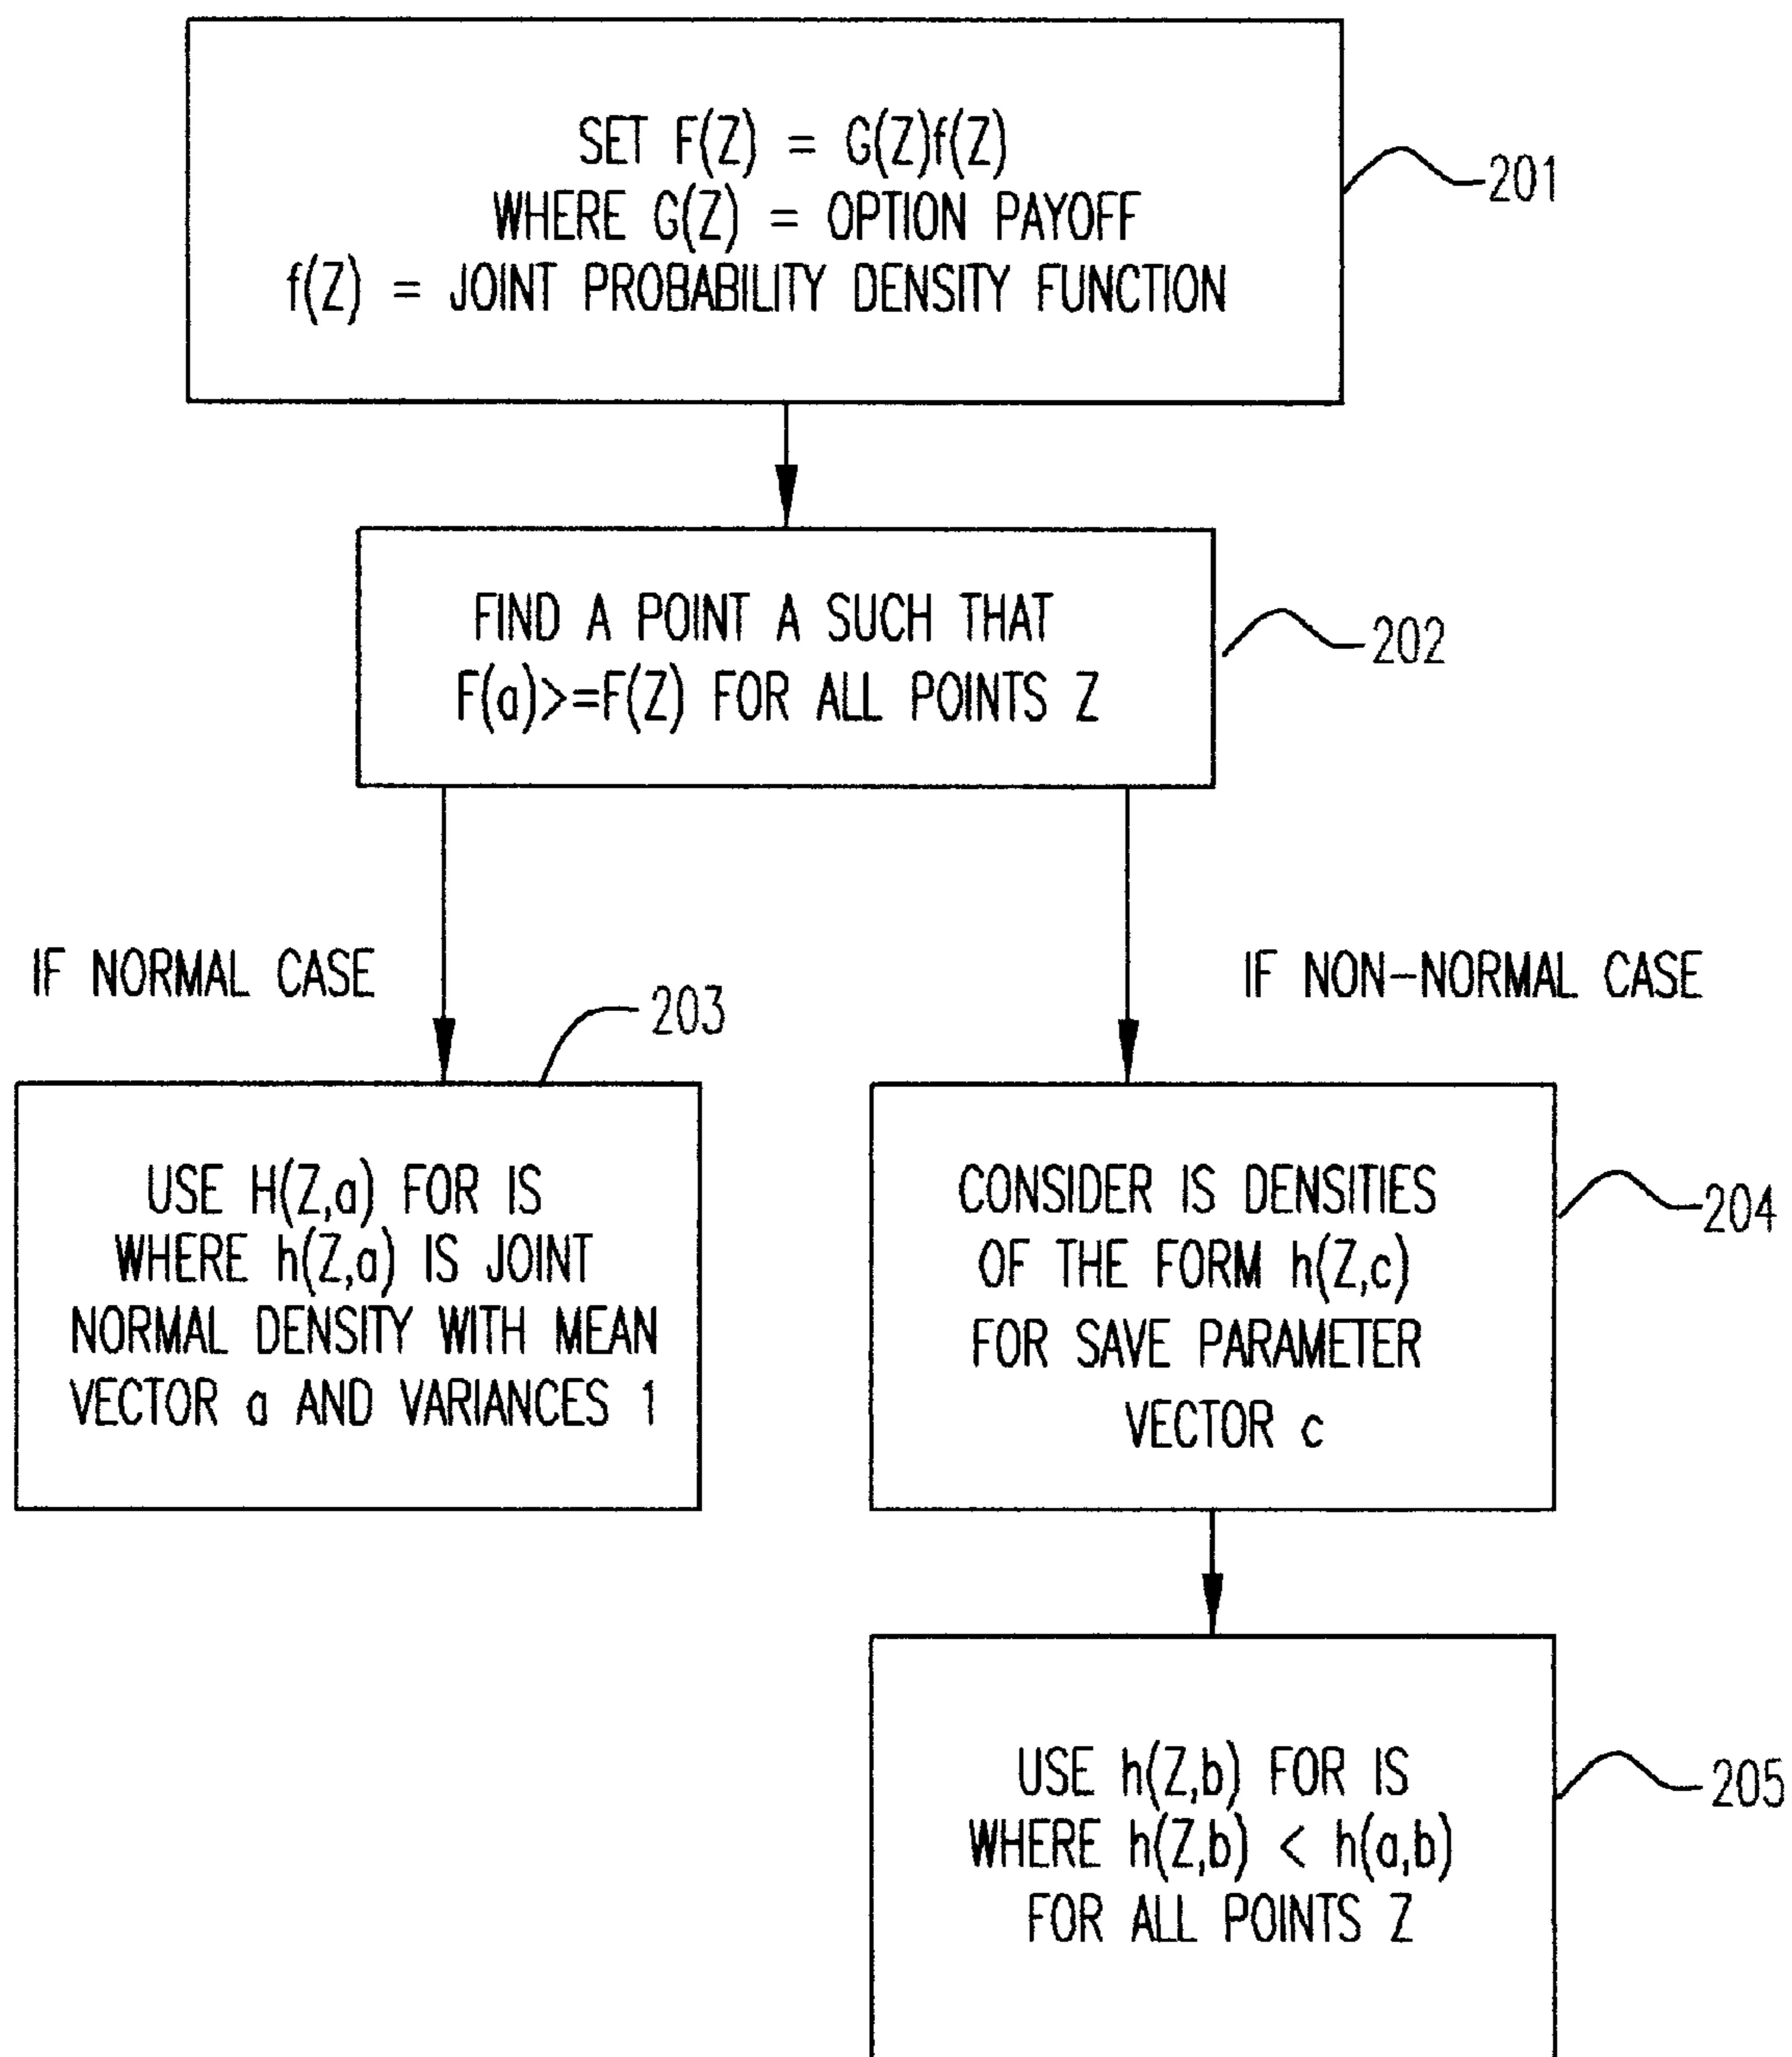 SET F(Z) = G(Z)f(Z)
WHERE G(Z) = OPTION PAYOFF
f(Z) = JOINT PROBABILITY DENSITY FUNCTION
201
FIND A POINT A SUCH THAT
F(a)>=F(Z) FOR ALL POINTS Z
202
IF NORMAL CASE
IF NON-NORMAL CASE
203
USE H(Z,a) FOR IS
WHERE h(Z,a) IS JOINT
NORMAL DENSITY WITH MEAN
VECTOR a AND VARIANCES 1
CONSIDER IS DENSITIES
OF THE FORM h(Z,c)
FOR SAVE PARAMETER
VECTOR c
204
USE h(Z,b) FOR IS
WHERE h(Z,b) < h(a,b)
FOR ALL POINTS Z
205